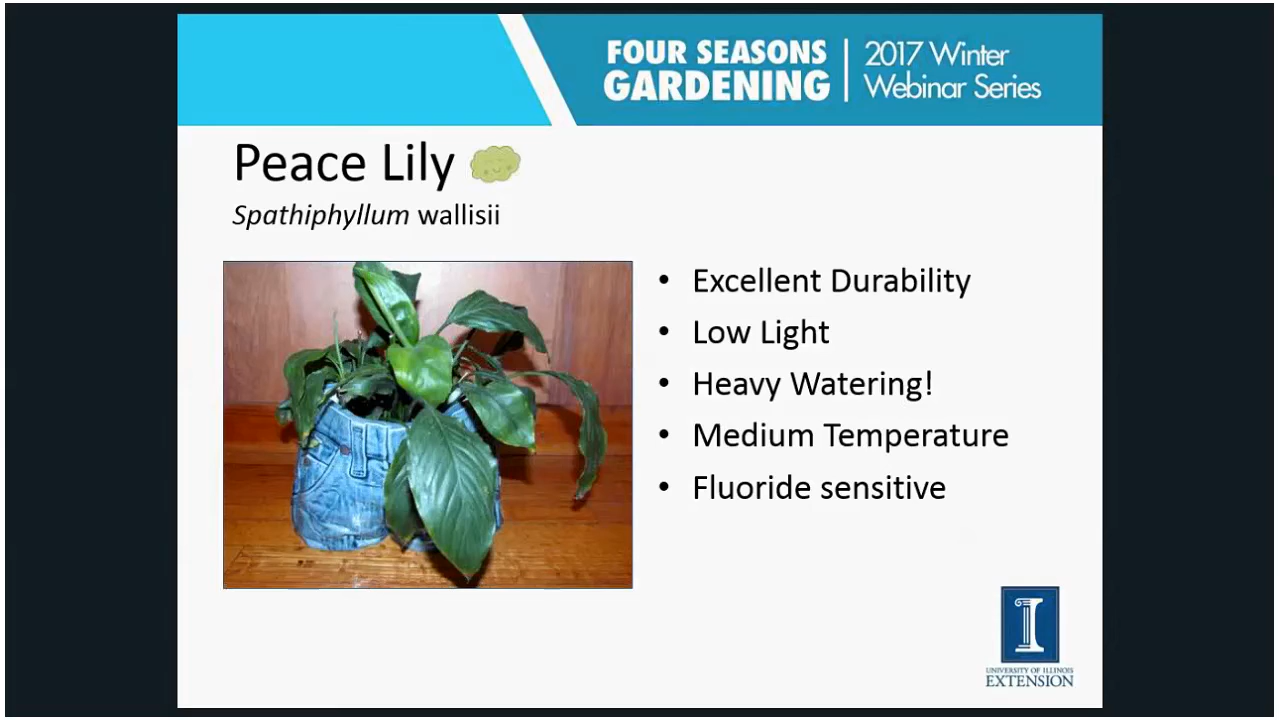 FOUR SEASONS
GARDENING
2017 Winter
Webinar Series
Peace Lily
Spathiphyllum wallisii
• Excellent Durability
• Low Light
• Heavy Watering!
• Medium Temperature
• Fluoride sensitive
UNIVERSITY OF ILLINOIS
EXTENSION